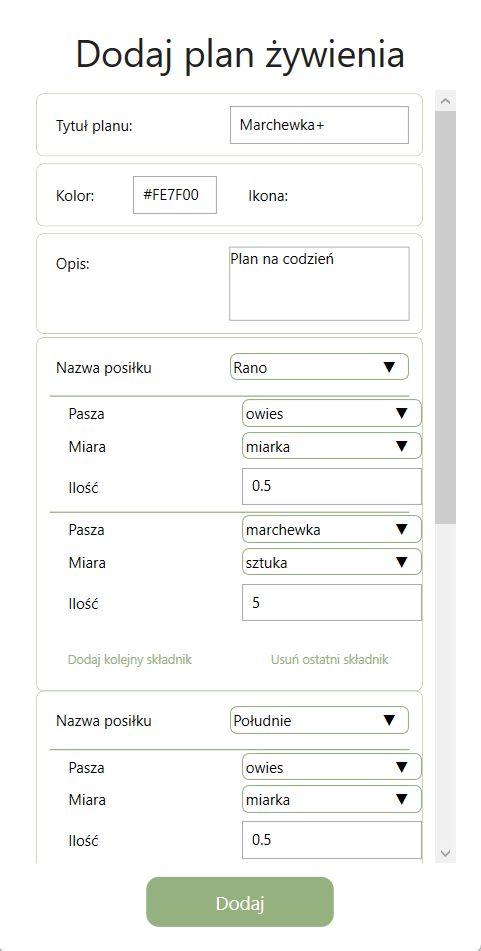 Dodaj plan żywienia
Tytuł planu: Marchewka+
Kolor: #FE7F00 Ikona:
Opis: Plan na codzień
Nazwa posiłku Rano
Pasza owies
Miara miarka
Ilość 0.5
Pasza marchewka
Miara sztuka
Ilość 5
Dodaj kolejny składnik Usuń ostatni składnik
Nazwa posiłku Południe
Pasza owies
Miara miarka
Ilość 0.5
Dodaj